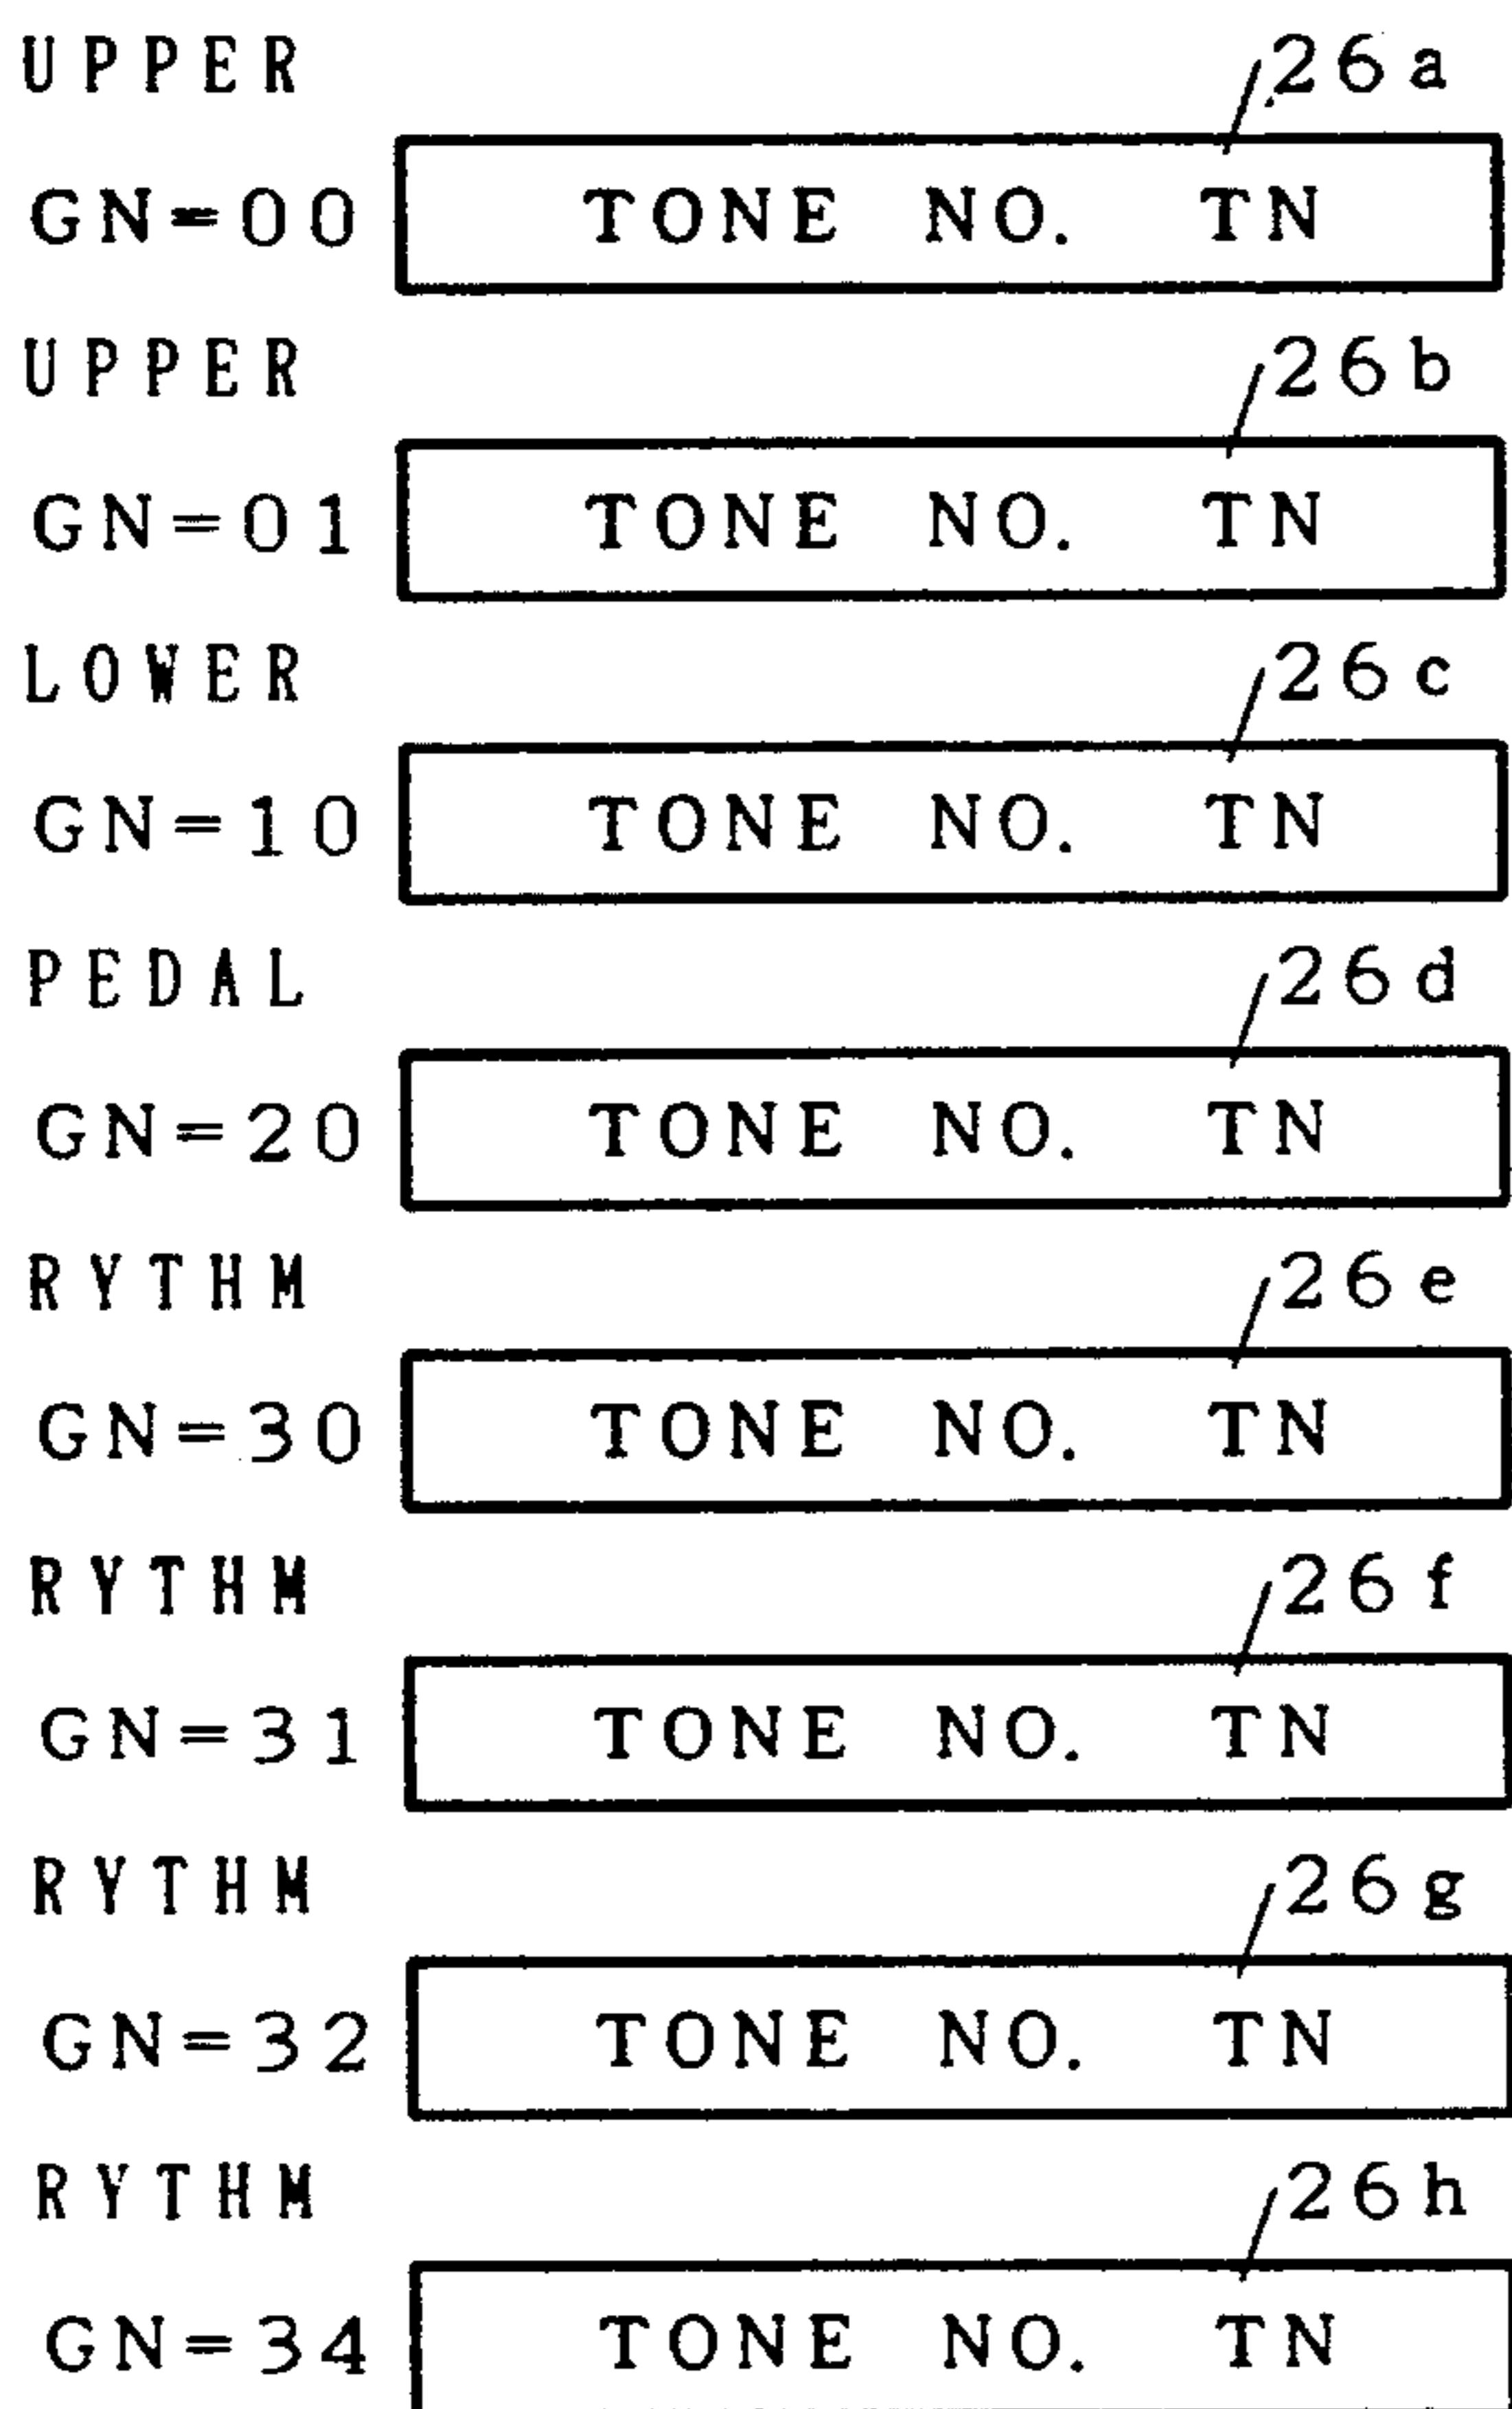 UPPER 26a
GN=00 TONE NO. TN
UPPER 26b
GN=01 TONE NO. TN
LOWER 26c
GN=10 TONE NO. TN
PEDAL 26d
GN=20 TONE NO. TN
RYTHM 26e
GN=30 TONE NO. TN
RYTHM 26f
GN=31 TONE NO. TN
RYTHM 26g
GN=32 TONE NO. TN
RYTHM 26h
GN=34 TONE NO. TN